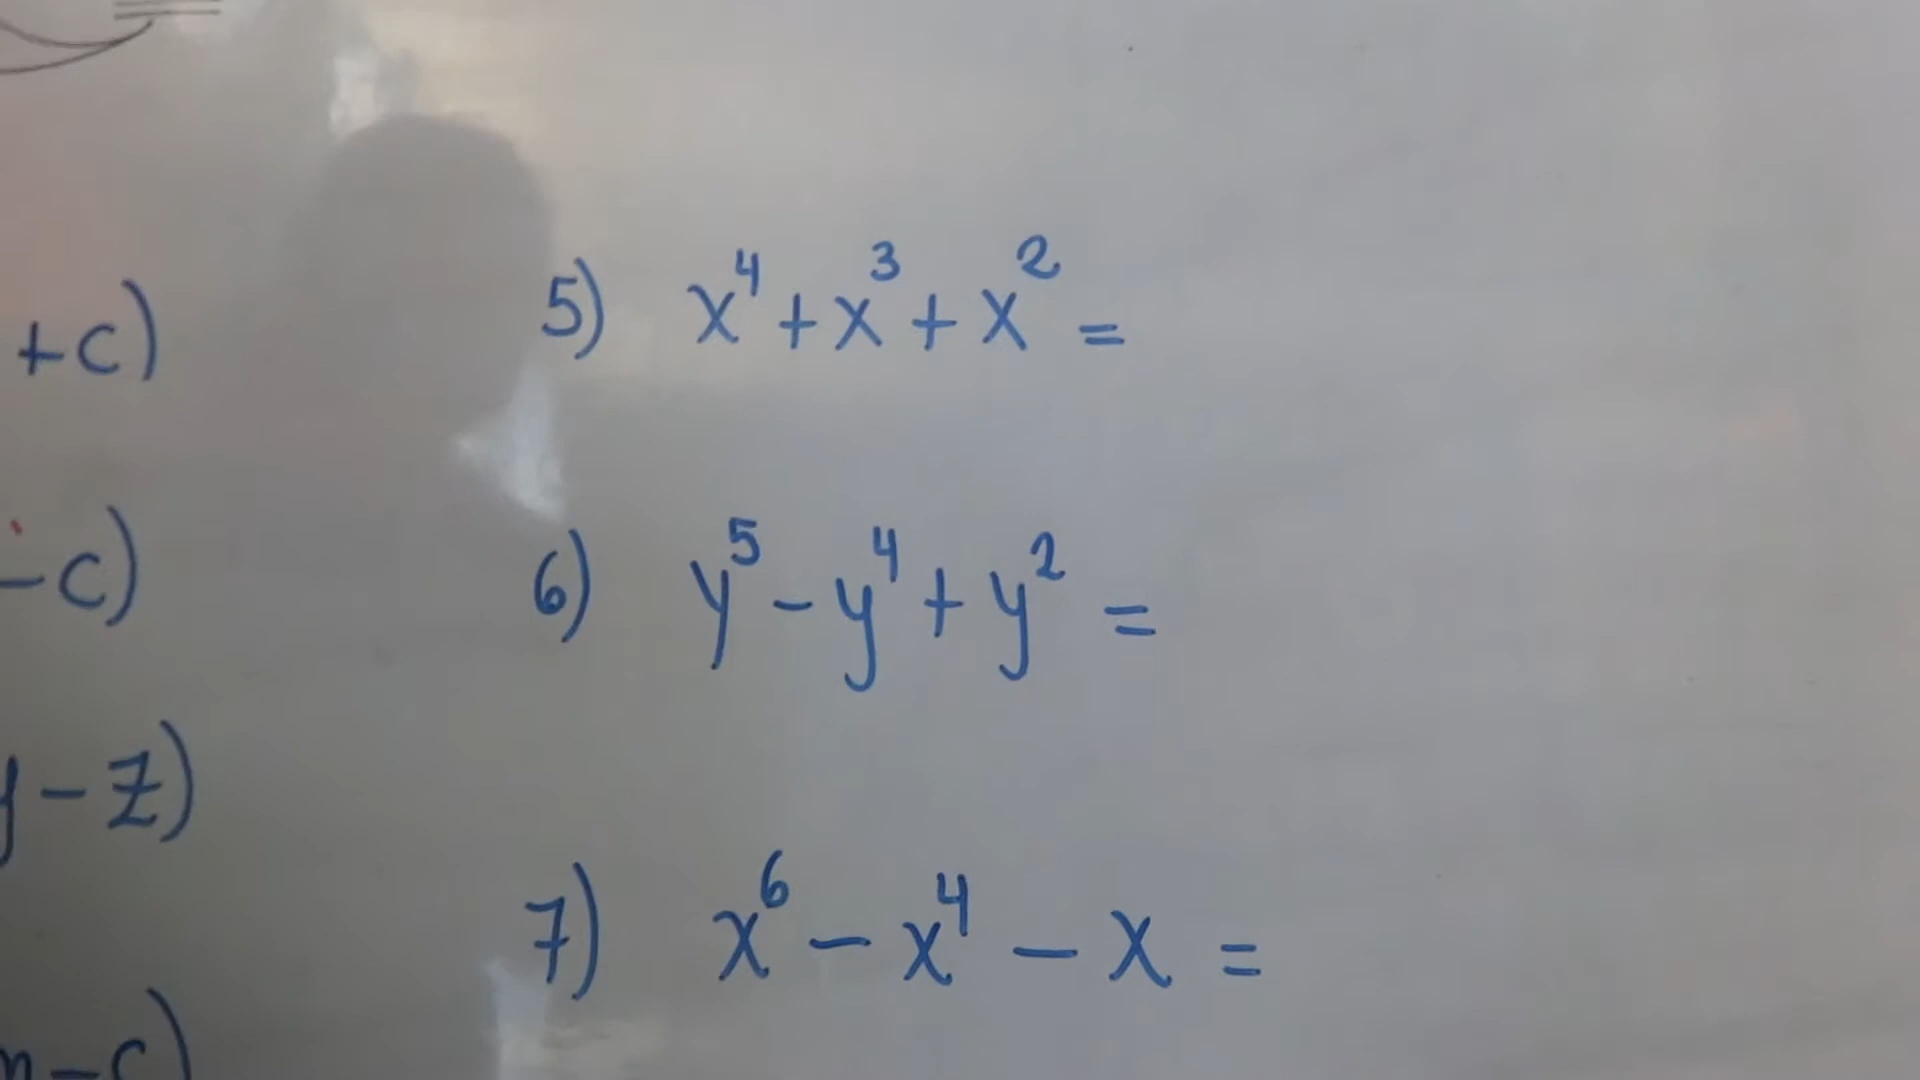 +c)
5) x⁴+x³+x² =
-c)
6) y⁵-y⁴+y² =
y-z)
7) x⁶-x⁴-x =
n-c)